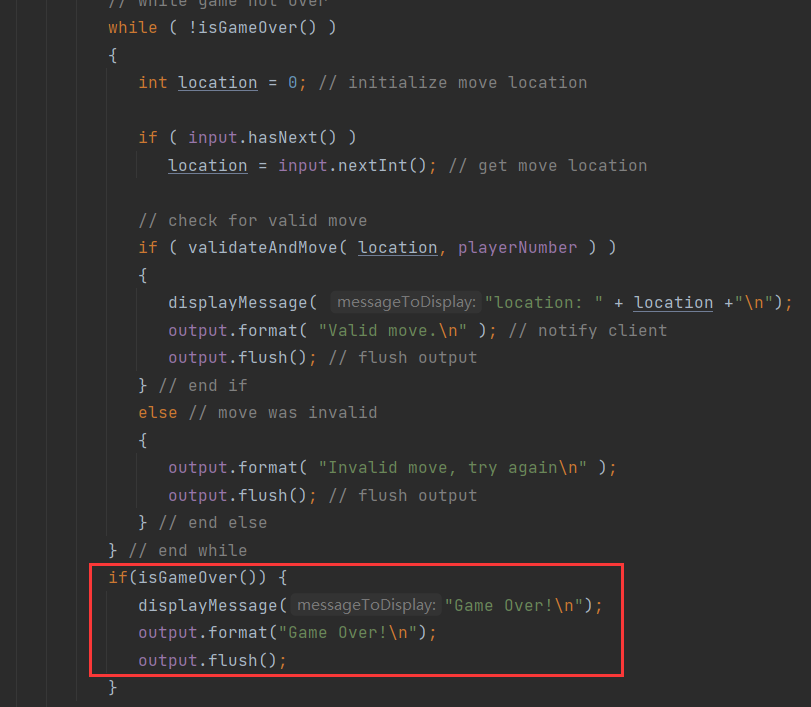 // while game not over
while ( !isGameOver() )
{
int location = 0; // initialize move location
if ( input.hasNext() )
location = input.nextInt(); // get move location
// check for valid move
if ( validateAndMove( location, playerNumber ) )
{
displayMessage( messageToDisplay: "location: " + location +"\n");
output.format( "Valid move.\n" ); // notify client
output.flush(); // flush output
} // end if
else // move was invalid
{
output.format( "Invalid move, try again\n" );
output.flush(); // flush output
} // end else
} // end while
if(isGameOver()) {
displayMessage( messageToDisplay: "Game Over!\n");
output.format("Game Over!\n");
output.flush();
}